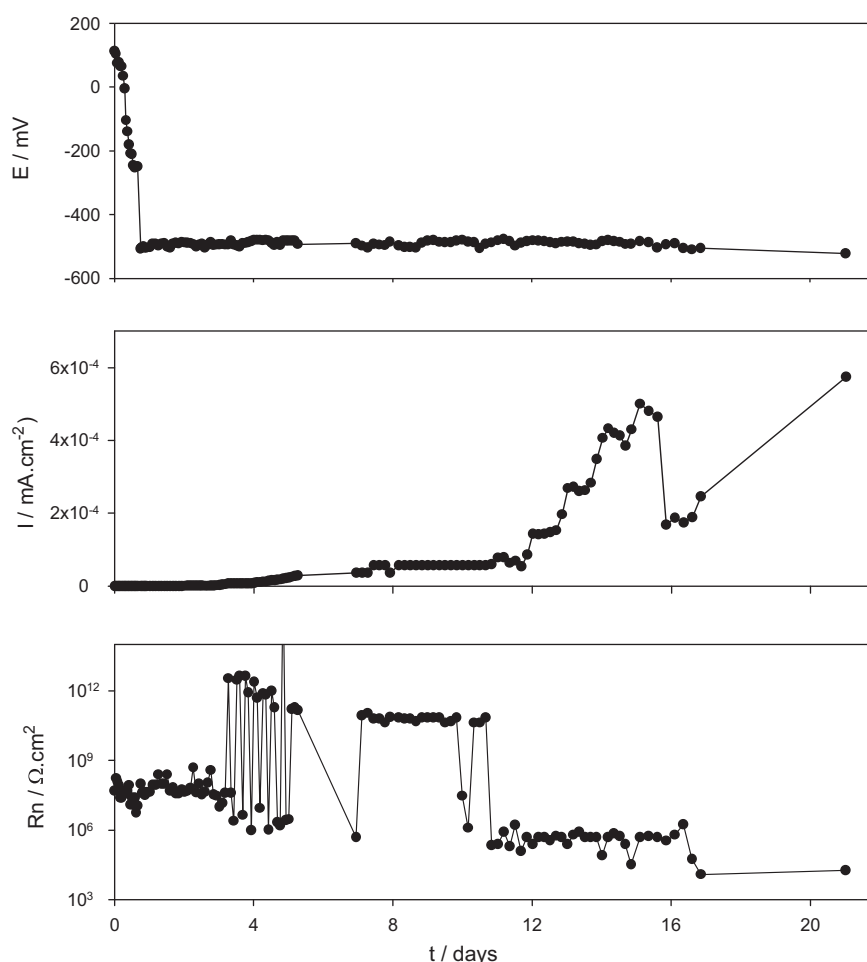 200
0
-200
-400
-600
E / mV
6x10⁻⁴
4x10⁻⁴
2x10⁻⁴
0
I / mA.cm⁻² )
10¹²
10⁹
10⁶
10³
Rn / Ω.cm²
0 4 8 12 16 20
t / days